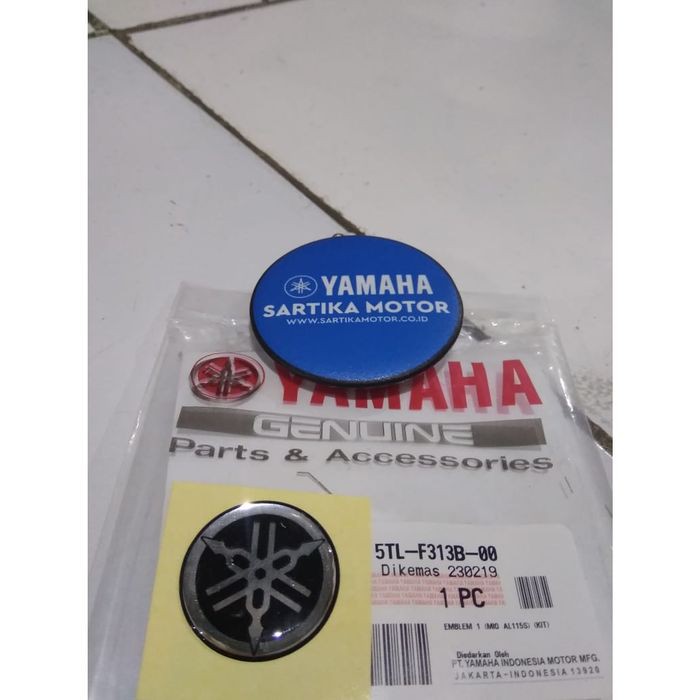 YAMAHA
SARTIKA MOTOR
WWW.SARTIKAMOTOR.CO.ID
YAMAHA
GENUINE
Parts & Accessories
5TL-F313B-00
Dikemas 230219
1 PC
EMBLEM 1 (MIO AL115S) (KIT)
Diedarkan Oleh
PT. YAMAHA INDONESIA MOTOR MFG.
JAKARTA-INDONESIA 13920